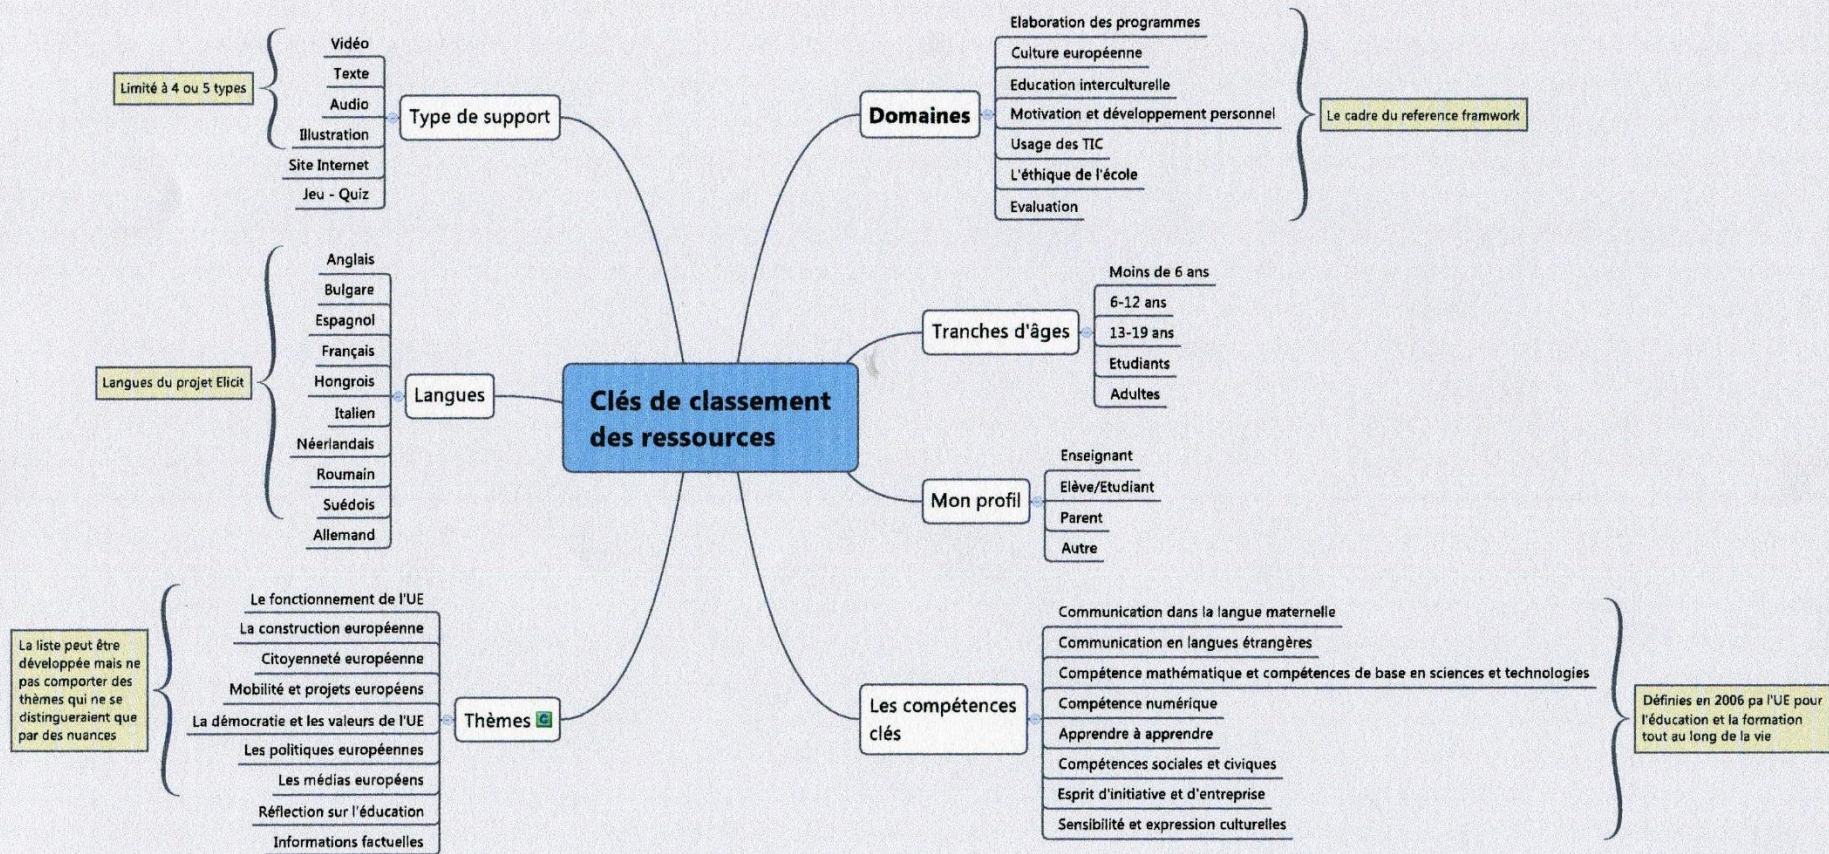 Clés de classement
des ressources
Type de support
Vidéo
Texte
Audio
Illustration
Site Internet
Jeu - Quiz
Limité à 4 ou 5 types
Langues
Anglais
Bulgare
Espagnol
Français
Hongrois
Italien
Néerlandais
Roumain
Suédois
Allemand
Langues du projet Elicit
Thèmes
Le fonctionnement de l'UE
La construction européenne
Citoyenneté européenne
Mobilité et projets européens
La démocratie et les valeurs de l'UE
Les politiques européennes
Les médias européens
Réflection sur l'éducation
Informations factuelles
La liste peut être
développée mais ne
pas comporter des
thèmes qui ne se
distingueraient que
par des nuances
Domaines
Elaboration des programmes
Culture européenne
Education interculturelle
Motivation et développement personnel
Usage des TIC
L'éthique de l'école
Evaluation
Le cadre du reference framwork
Tranches d'âges
Moins de 6 ans
6-12 ans
13-19 ans
Etudiants
Adultes
Mon profil
Enseignant
Elève/Etudiant
Parent
Autre
Les compétences
clés
Communication dans la langue maternelle
Communication en langues étrangères
Compétence mathématique et compétences de base en sciences et technologies
Compétence numérique
Apprendre à apprendre
Compétences sociales et civiques
Esprit d'initiative et d'entreprise
Sensibilité et expression culturelles
Définies en 2006 pa l'UE pour
l'éducation et la formation
tout au long de la vie